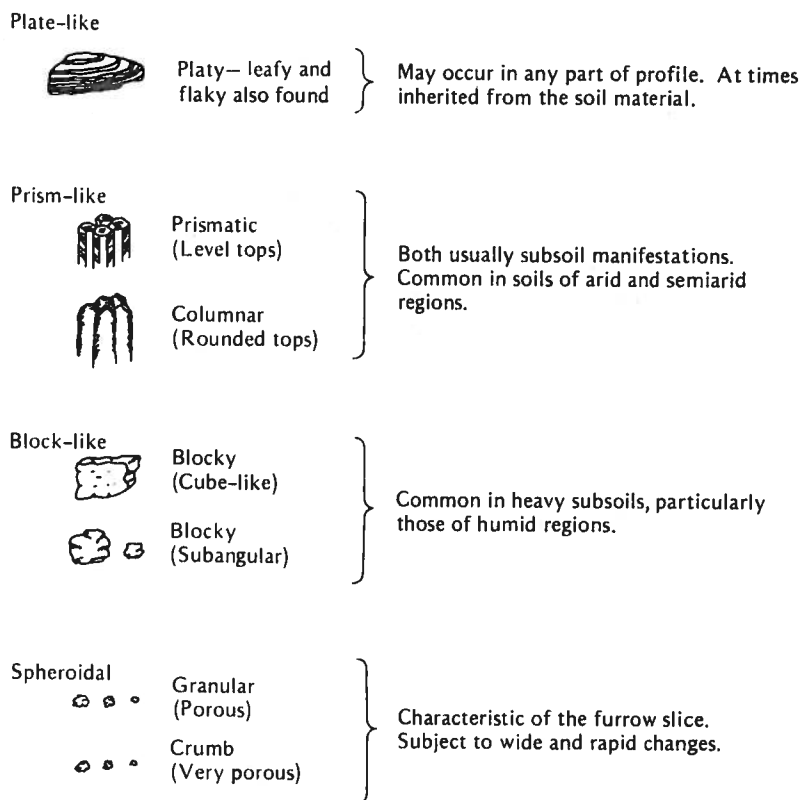 Plate-like
Platy— leafy and
flaky also found
May occur in any part of profile. At times
inherited from the soil material.
Prism-like
Prismatic
(Level tops)
Columnar
(Rounded tops)
Both usually subsoil manifestations.
Common in soils of arid and semiarid
regions.
Block-like
Blocky
(Cube-like)
Blocky
(Subangular)
Common in heavy subsoils, particularly
those of humid regions.
Spheroidal
Granular
(Porous)
Crumb
(Very porous)
Characteristic of the furrow slice.
Subject to wide and rapid changes.